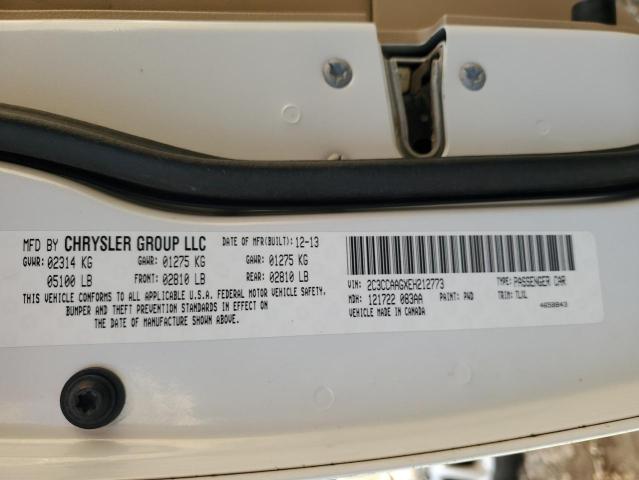 MFD BY CHRYSLER GROUP LLC DATE OF MFR(BUILT): 12-13
GVWR: 02314 KG GAWR: 01275 KG GAWR: 01275 KG
05100 LB FRONT: 02810 LB REAR: 02810 LB
THIS VEHICLE CONFORMS TO ALL APPLICABLE U.S.A. FEDERAL MOTOR VEHICLE SAFETY,
BUMPER AND THEFT PREVENTION STANDARDS IN EFFECT ON
THE DATE OF MANUFACTURE SHOWN ABOVE.
VIN: 2C3CCAAGXEH212773 TYPE: PASSENGER CAR
MDH: 121722 083AA PAINT: PWD TRIM: TLXL
VEHICLE MADE IN CANADA 4650843